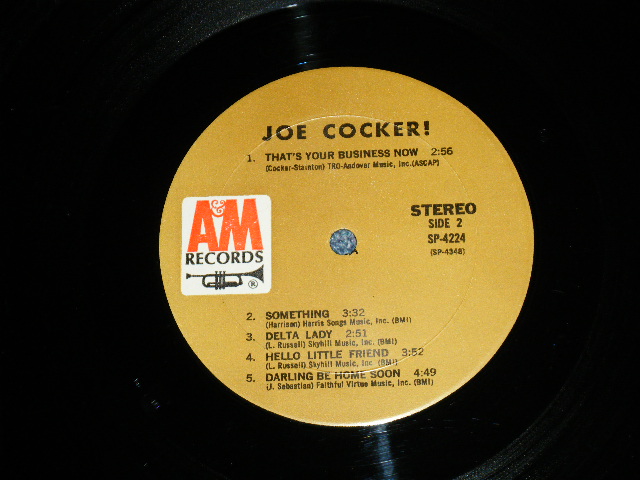 JOE COCKER!
1. THAT'S YOUR BUSINESS NOW 2:56
(Cocker-Stainton) TRO-Andover Music, Inc.(ASCAP)
A&M
RECORDS
®
STEREO
SIDE 2
SP-4224
(SP-4348)
2. SOMETHING 3:32
(Harrison) Harris Songs Music, Inc. (BMI)
3. DELTA LADY 2:51
(L. Russell) Skyhill Music, Inc. (BMI)
4. HELLO LITTLE FRIEND 3:52
(L. Russell) Skyhill Music, Inc. (BMI)
5. DARLING BE HOME SOON 4:49
(J. Sebastian) Faithful Virtue Music, Inc. (BMI)